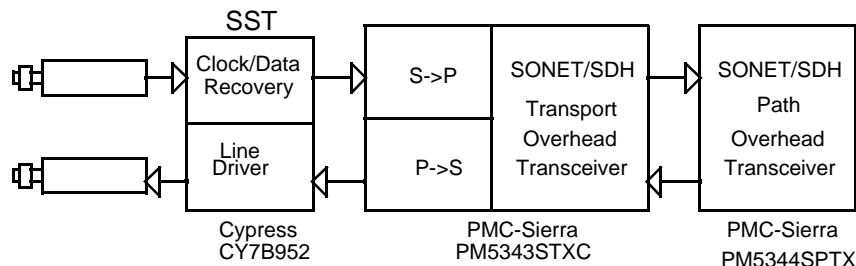 SST
Clock/Data
Recovery
Line
Driver
Cypress
CY7B952
S->P
P->S
SONET/SDH
Transport
Overhead
Transceiver
PMC-Sierra
PM5343STXC
SONET/SDH
Path
Overhead
Transceiver
PMC-Sierra
PM5344SPTX